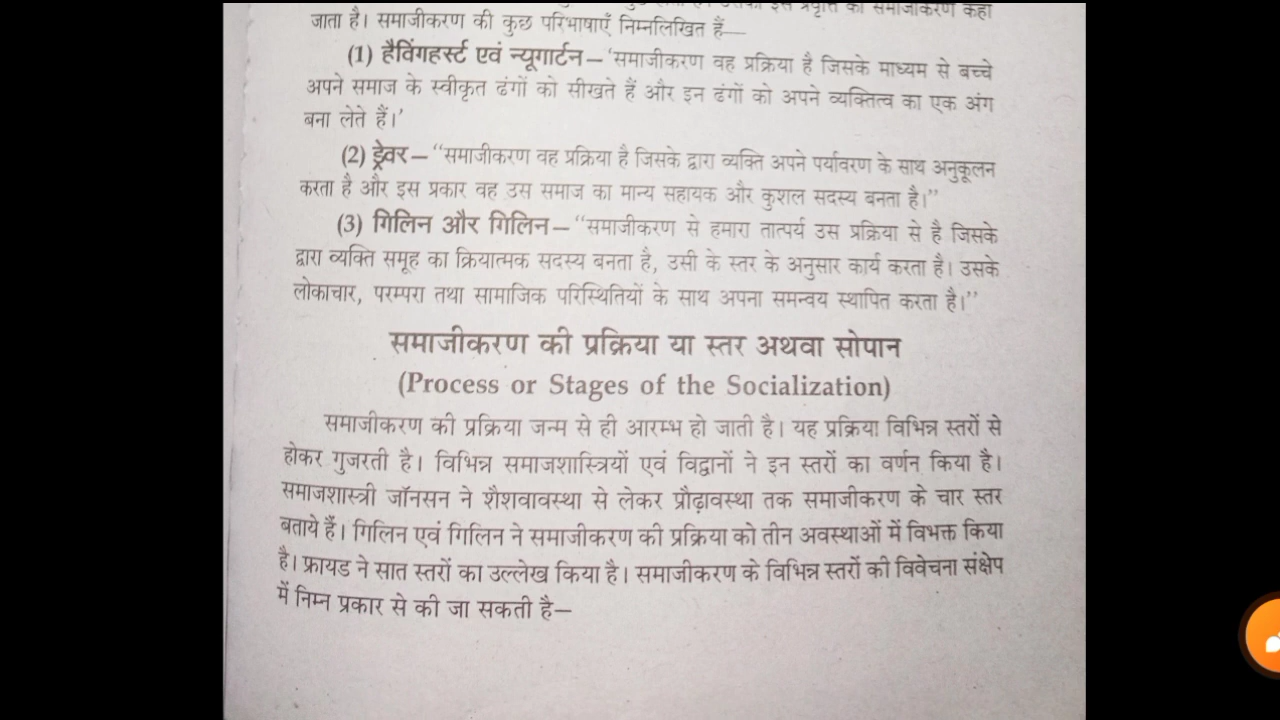 जाता है। समाजीकरण की कुछ परिभाषाएँ निम्नलिखित हैं—
(1) हैविंगहर्स्ट एवं न्यूगार्टन – 'समाजीकरण वह प्रक्रिया है जिसके माध्यम से बच्चे
अपने समाज के स्वीकृत ढंगों को सीखते हैं और इन ढंगों को अपने व्यक्तित्व का एक अंग
बना लेते हैं।'
(2) ड्रेवर – "समाजीकरण वह प्रक्रिया है जिसके द्वारा व्यक्ति अपने पर्यावरण के साथ अनुकूलन
करता है और इस प्रकार वह उस समाज का मान्य सहायक और कुशल सदस्य बनता है।"
(3) गिलिन और गिलिन – "समाजीकरण से हमारा तात्पर्य उस प्रक्रिया से है जिसके
द्वारा व्यक्ति समूह का क्रियात्मक सदस्य बनता है, उसी के स्तर के अनुसार कार्य करता है। उसके
लोकाचार, परम्परा तथा सामाजिक परिस्थितियों के साथ अपना समन्वय स्थापित करता है।"
समाजीकरण की प्रक्रिया या स्तर अथवा सोपान
(Process or Stages of the Socialization)
समाजीकरण की प्रक्रिया जन्म से ही आरम्भ हो जाती है। यह प्रक्रिया विभिन्न स्तरों से
होकर गुजरती है। विभिन्न समाजशास्त्रियों एवं विद्वानों ने इन स्तरों का वर्णन किया है।
समाजशास्त्री जॉनसन ने शैशवावस्था से लेकर प्रौढ़ावस्था तक समाजीकरण के चार स्तर
बताये हैं। गिलिन एवं गिलिन ने समाजीकरण की प्रक्रिया को तीन अवस्थाओं में विभक्त किया
है। फ्रायड ने सात स्तरों का उल्लेख किया है। समाजीकरण के विभिन्न स्तरों की विवेचना संक्षेप
में निम्न प्रकार से की जा सकती है—